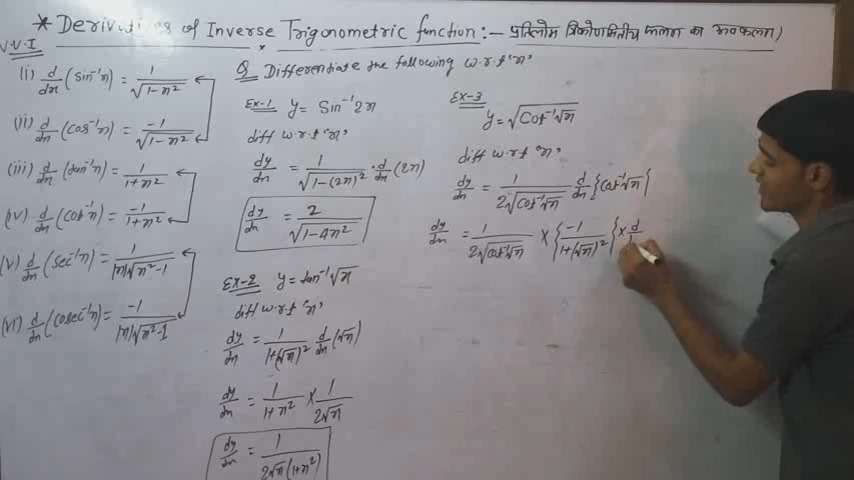 * Derivatives of Inverse Trigonometric function :- प्रतिलोम त्रिकोणमितीय फलन का अवकलन)
V.V.I
(i) d/dx (sin⁻¹x) = 1/√(1-x²)
(ii) d/dx (cos⁻¹x) = -1/√(1-x²)
(iii) d/dx (tan⁻¹x) = 1/(1+x²)
(iv) d/dx (cot⁻¹x) = -1/(1+x²)
(v) d/dx (sec⁻¹x) = 1/(|x|√(x²-1))
(vi) d/dx (cosec⁻¹x) = -1/(|x|√(x²-1))
Q Differentiate the following w.r.t 'x'
Ex-1 y = Sin⁻¹2x
diff w.r.t 'x'
dy/dx = 1/√(1-(2x)²) · d/dx (2x)
dy/dx = 2/√(1-4x²)
Ex-2 y = tan⁻¹√x
diff w.r.t 'x'
dy/dx = 1/(1+(√x)²) d/dx (√x)
dy/dx = 1/(1+x²) × 1/(2√x)
dy/dx = 1/(2√x(1+x²))
Ex-3
y = √(Cot⁻¹√x)
diff w.r.t 'x'
dy/dx = 1/(2√(cot⁻¹√x)) d/dx {cot⁻¹√x}
dy/dx = 1/(2√(cot⁻¹√x)) × {-1/(1+(√x)²)} × d